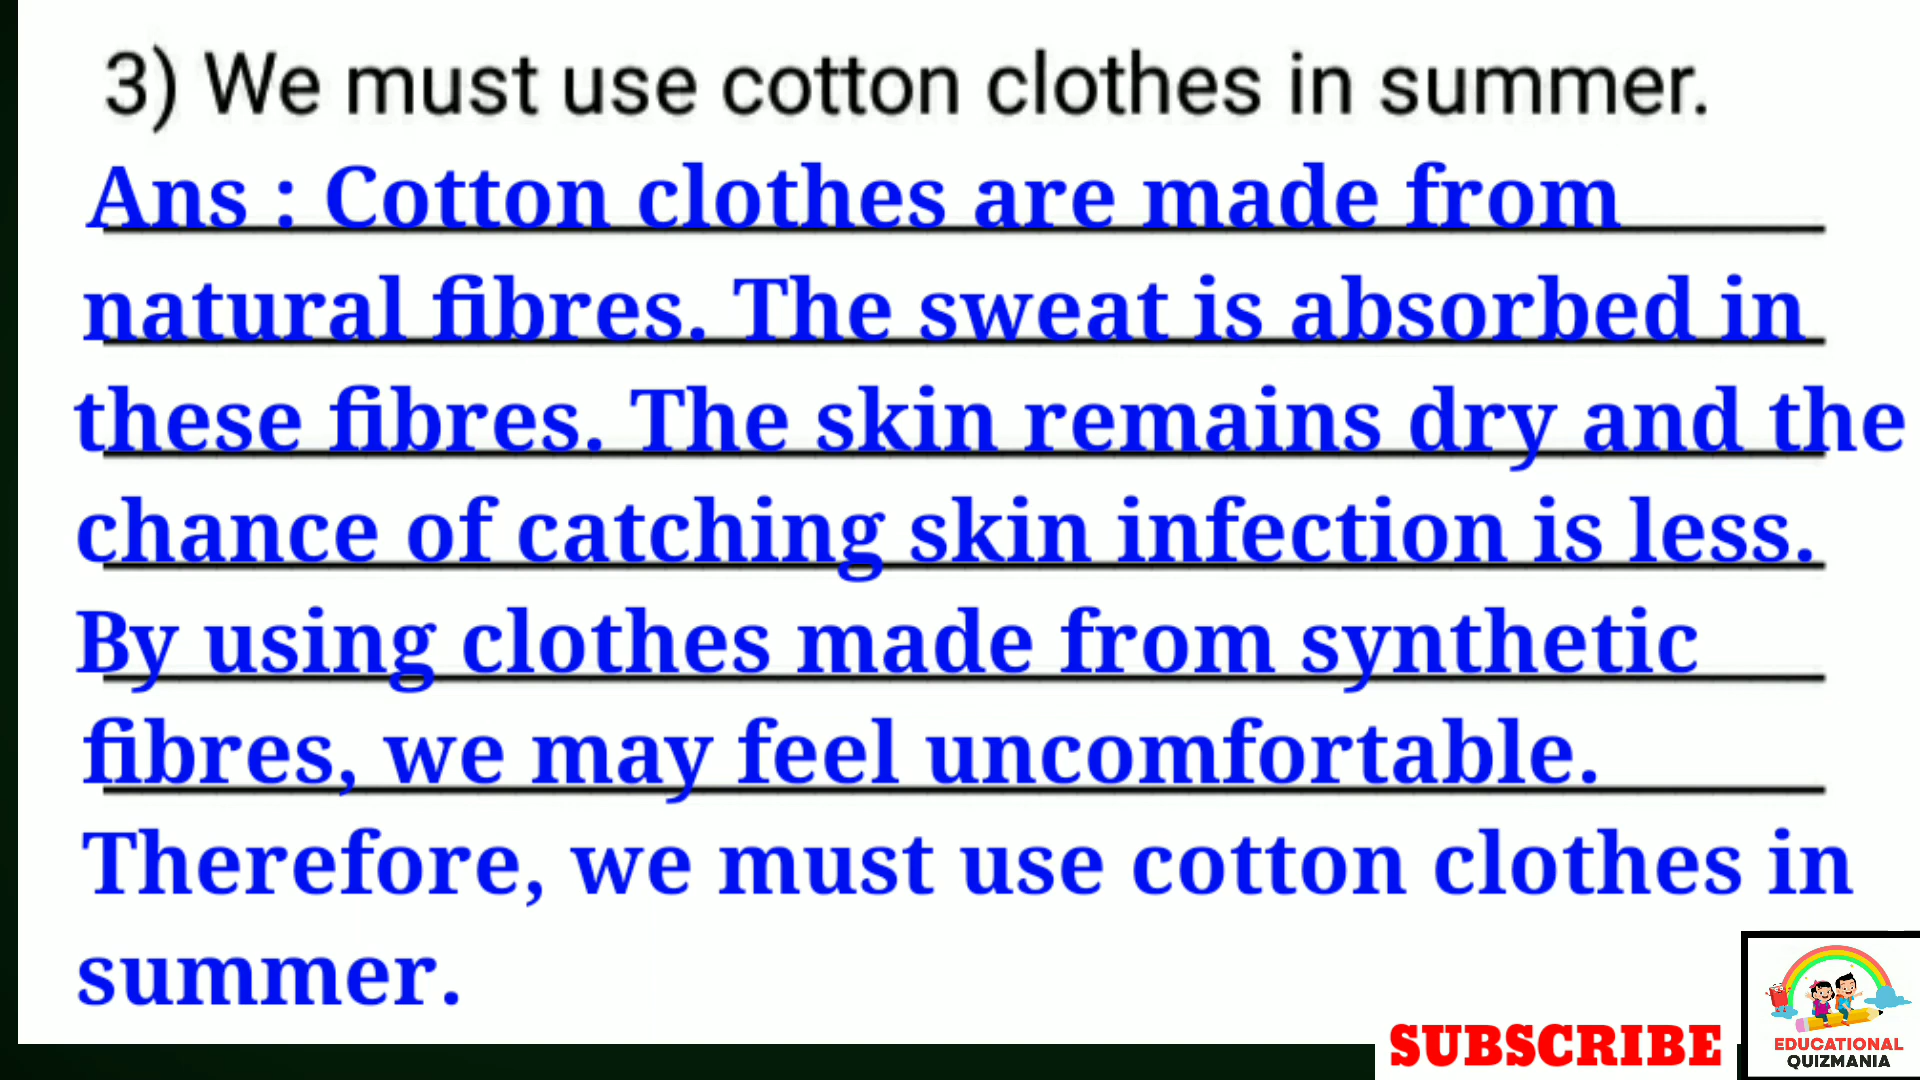 3) We must use cotton clothes in summer.
Ans : Cotton clothes are made from
natural fibres. The sweat is absorbed in
these fibres. The skin remains dry and the
chance of catching skin infection is less.
By using clothes made from synthetic
fibres, we may feel uncomfortable.
Therefore, we must use cotton clothes in
summer.
SUBSCRIBE
EDUCATIONAL
QUIZMANIA